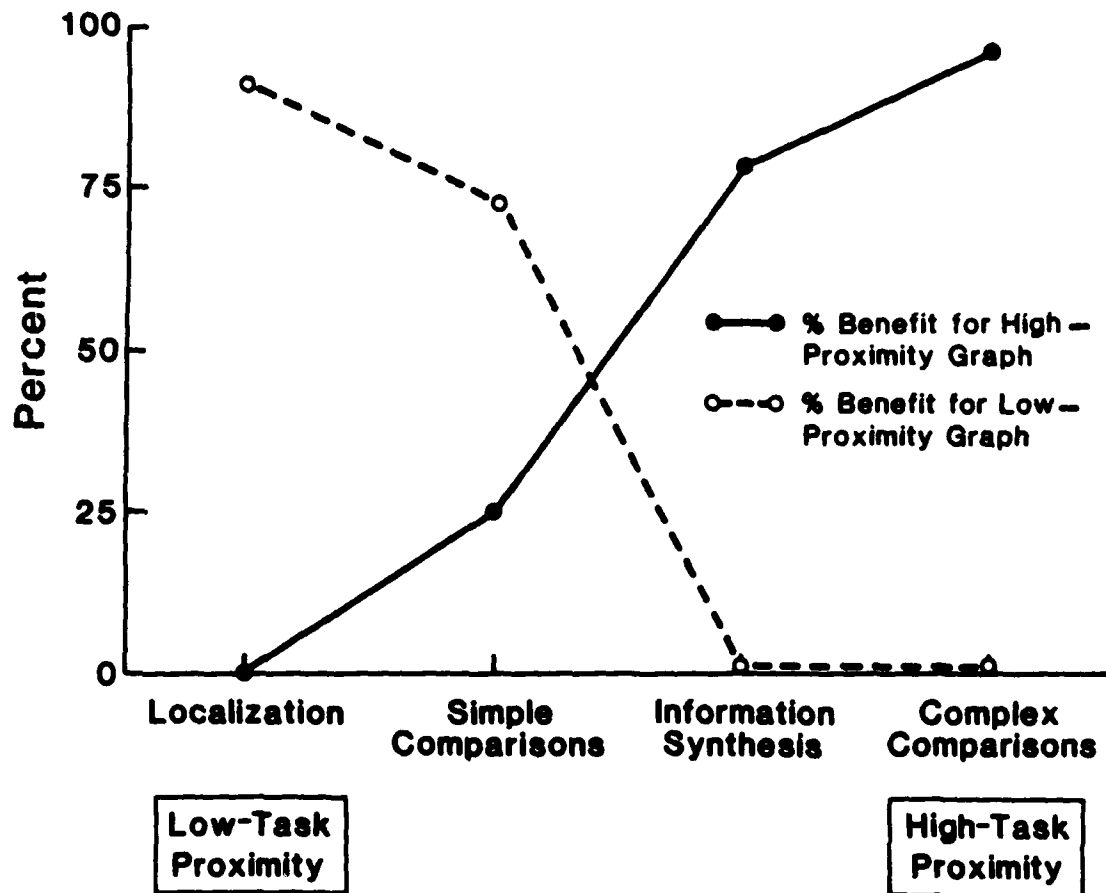 100
75
50
25
0
Percent
% Benefit for High–
Proximity Graph
% Benefit for Low–
Proximity Graph
Localization
Simple
Comparisons
Information
Synthesis
Complex
Comparisons
Low-Task
Proximity
High-Task
Proximity